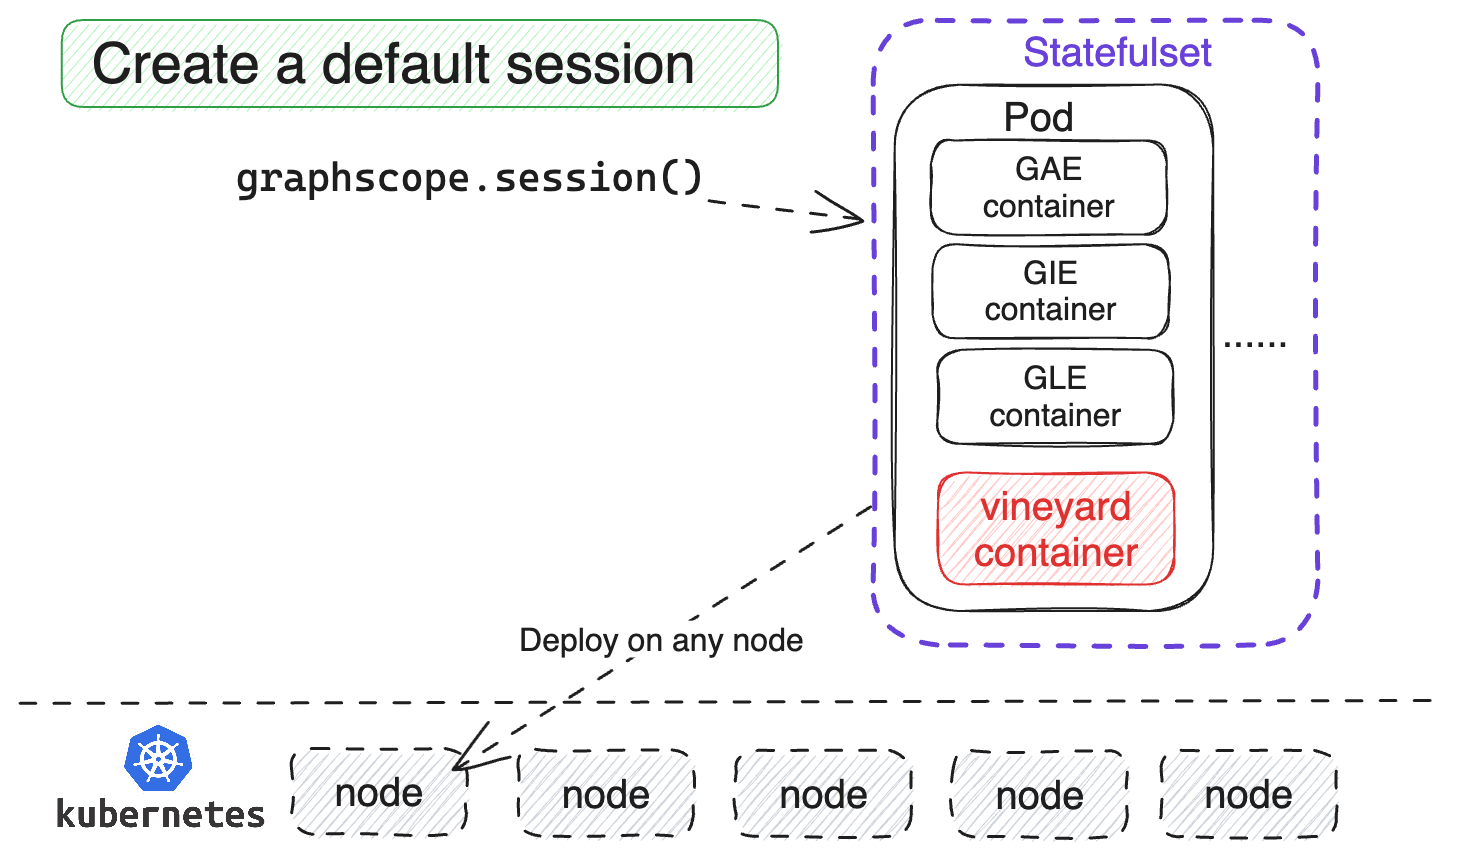 Create a default session
graphscope.session()
Statefulset
Pod
GAE
container
GIE
container
GLE
container
vineyard
container
......
Deploy on any node
kubernetes
node
node
node
node
node